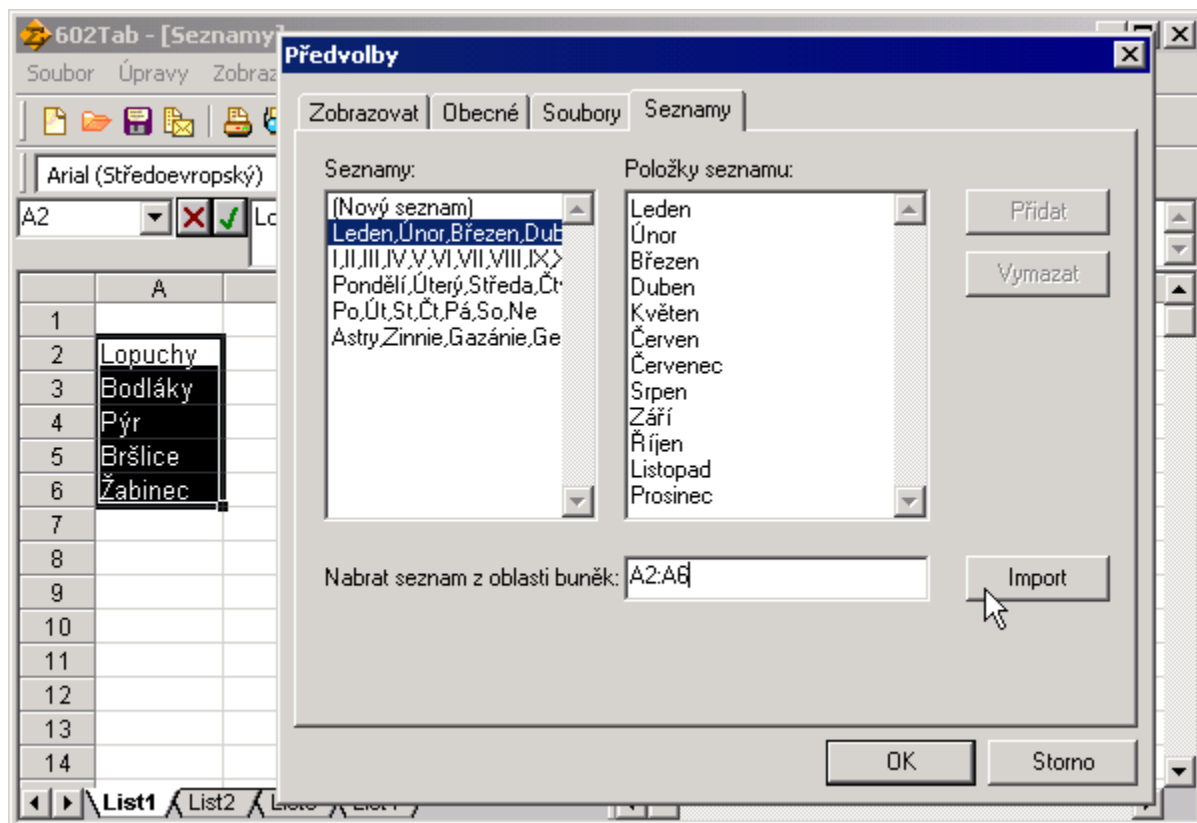 602Tab - [Seznamy]
Předvolby
Soubor Úpravy Zobraz
Zobrazovat Obecné Soubory Seznamy
Arial (Středoevropský)
A2
Lo
Seznamy:
(Nový seznam)
Leden,Únor,Březen,Dub
I,II,III,IV,V,VI,VII,VIII,IX,X
Pondělí,Úterý,Středa,Čt
Po,Út,St,Čt,Pá,So,Ne
Astry,Zinnie,Gazánie,Ge
Položky seznamu:
Leden
Únor
Březen
Duben
Květen
Červen
Červenec
Srpen
Září
Říjen
Listopad
Prosinec
Přidat
Vymazat
Nabrat seznam z oblasti buněk: A2:A6
Import
OK Storno
A
1
2 Lopuchy
3 Bodláky
4 Pýr
5 Bršlice
6 Žabinec
7
8
9
10
11
12
13
14
List1 List2